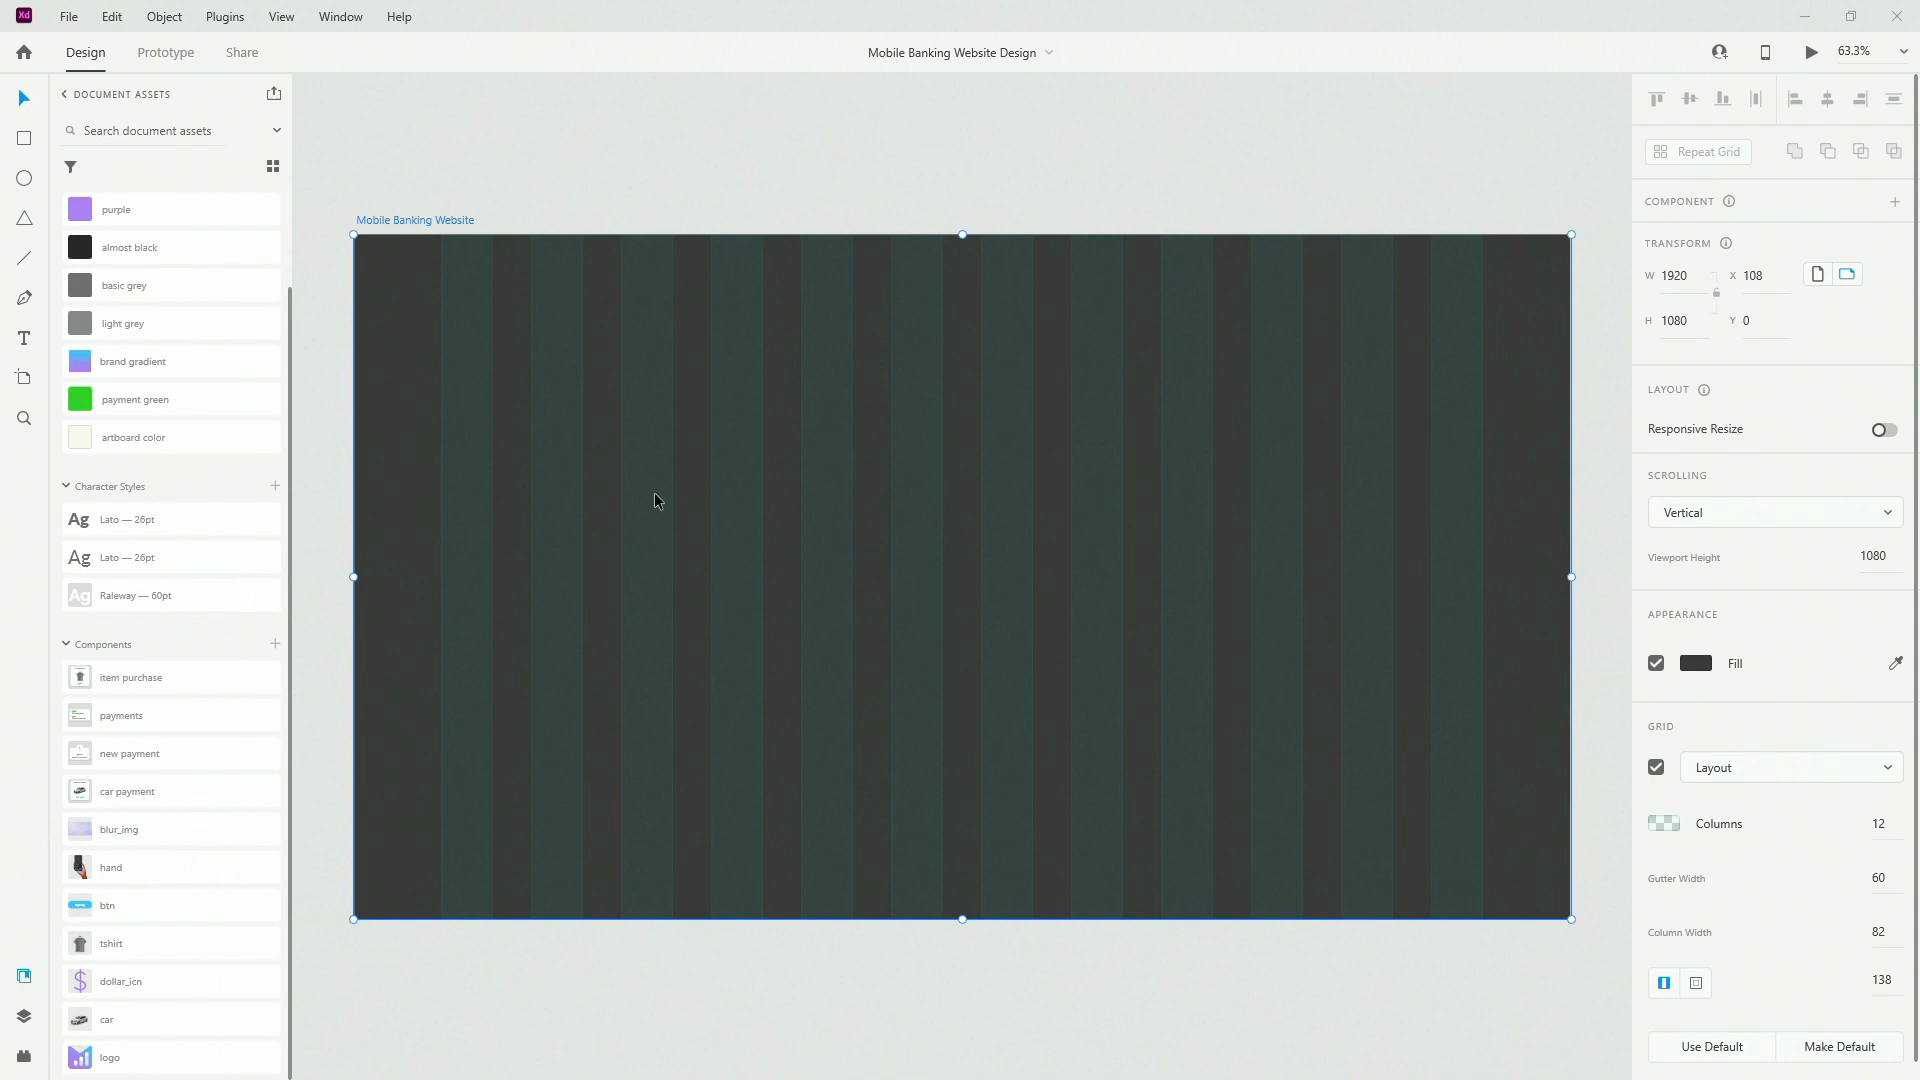 Xd File Edit Object Plugins View Window Help
Design Prototype Share
Mobile Banking Website Design
63.3%
DOCUMENT ASSETS
Search document assets
purple
almost black
basic grey
light grey
brand gradient
payment green
artboard color
Character Styles
Ag Lato — 26pt
Ag Lato — 26pt
Ag Raleway — 60pt
Components
item purchase
payments
new payment
car payment
blur_img
hand
btn
tshirt
dollar_icn
car
logo
Mobile Banking Website
Repeat Grid
COMPONENT
TRANSFORM
W 1920 X 108
H 1080 Y 0
LAYOUT
Responsive Resize
SCROLLING
Vertical
Viewport Height 1080
APPEARANCE
Fill
GRID
Layout
Columns 12
Gutter Width 60
Column Width 82
138
Use Default Make Default